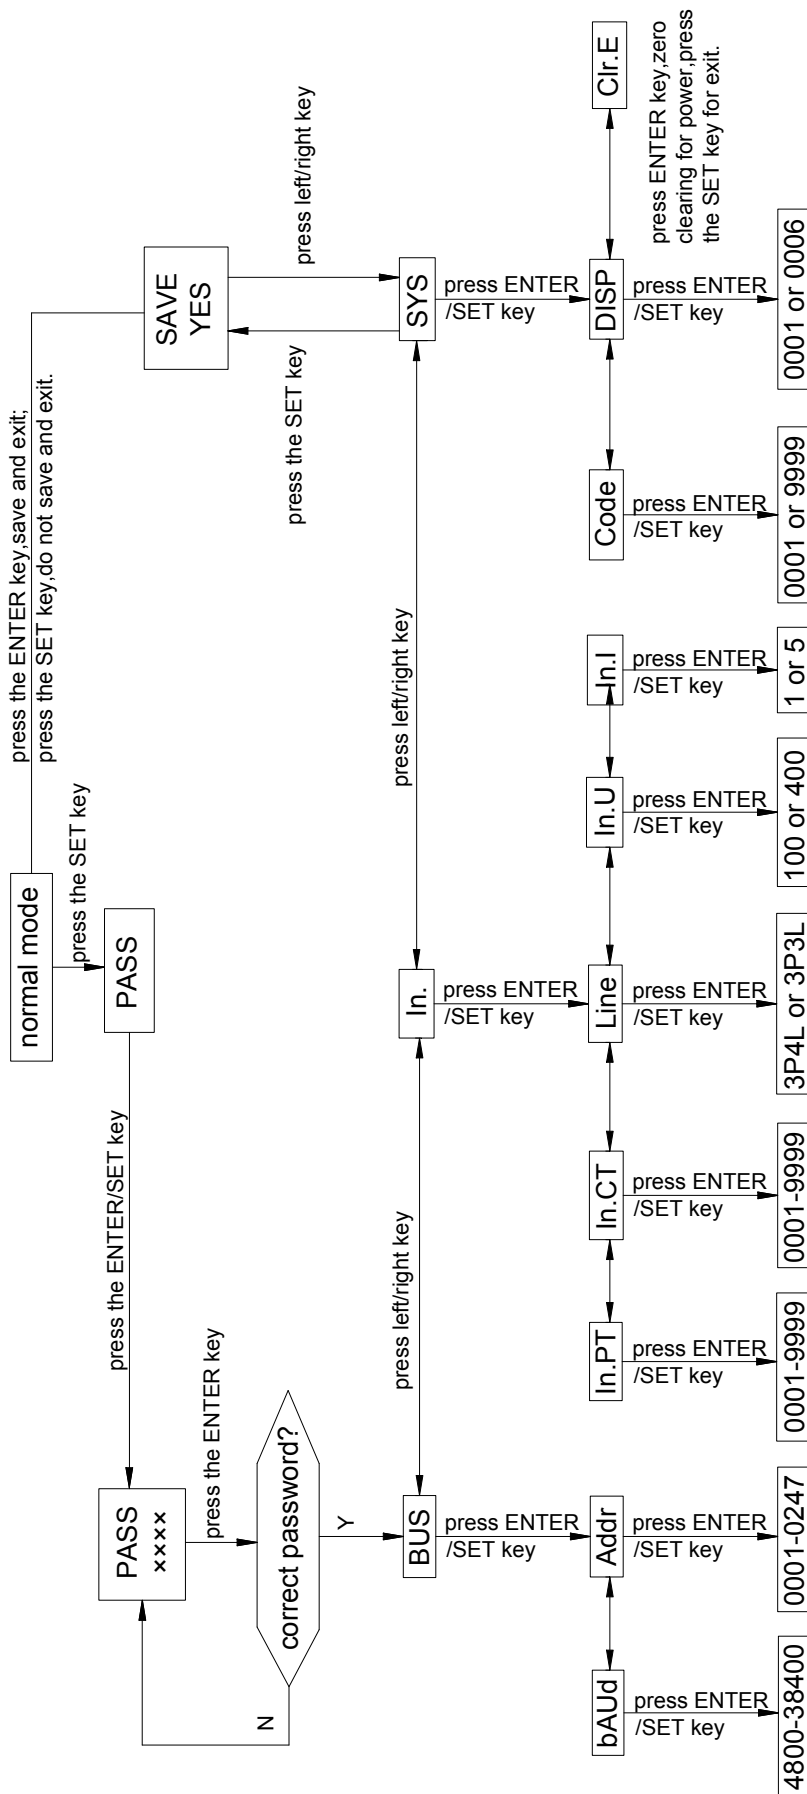 normal mode
press the ENTER key,save and exit;
press the SET key,do not save and exit.
press the SET key
PASS
press the ENTER/SET key
PASS
××××
press the ENTER key
correct password?
N
Y
SAVE
YES
press the SET key
press left/right key
BUS
press left/right key
In.
press left/right key
SYS
press ENTER
/SET key
press ENTER
/SET key
press ENTER
/SET key
bAUd
Addr
In.PT
In.CT
Line
In.U
In.I
Code
DISP
Clr.E
press ENTER key,zero
clearing for power,press
the SET key for exit.
press ENTER
/SET key
press ENTER
/SET key
press ENTER
/SET key
press ENTER
/SET key
press ENTER
/SET key
press ENTER
/SET key
press ENTER
/SET key
press ENTER
/SET key
press ENTER
/SET key
4800-38400
0001-0247
0001-9999
0001-9999
3P4L or 3P3L
100 or 400
1 or 5
0001 or 9999
0001 or 0006